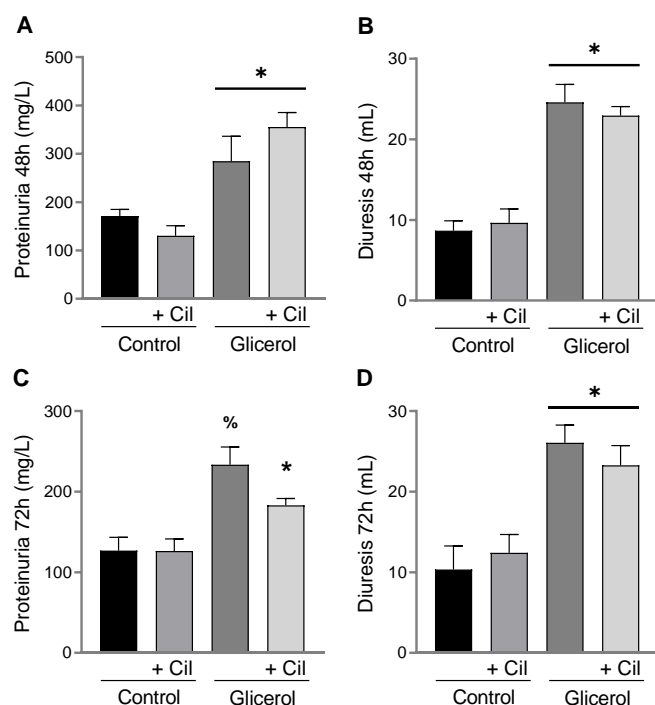 A
Proteinuria 48h (mg/L)
500
400
300
200
100
0
*
+ Cil
+ Cil
Control
Glicerol
B
Diuresis 48h (mL)
30
20
10
0
*
+ Cil
+ Cil
Control
Glicerol
C
Proteinuria 72h (mg/L)
300
200
100
0
%
*
+ Cil
+ Cil
Control
Glicerol
D
Diuresis 72h (mL)
30
20
10
0
*
+ Cil
+ Cil
Control
Glicerol